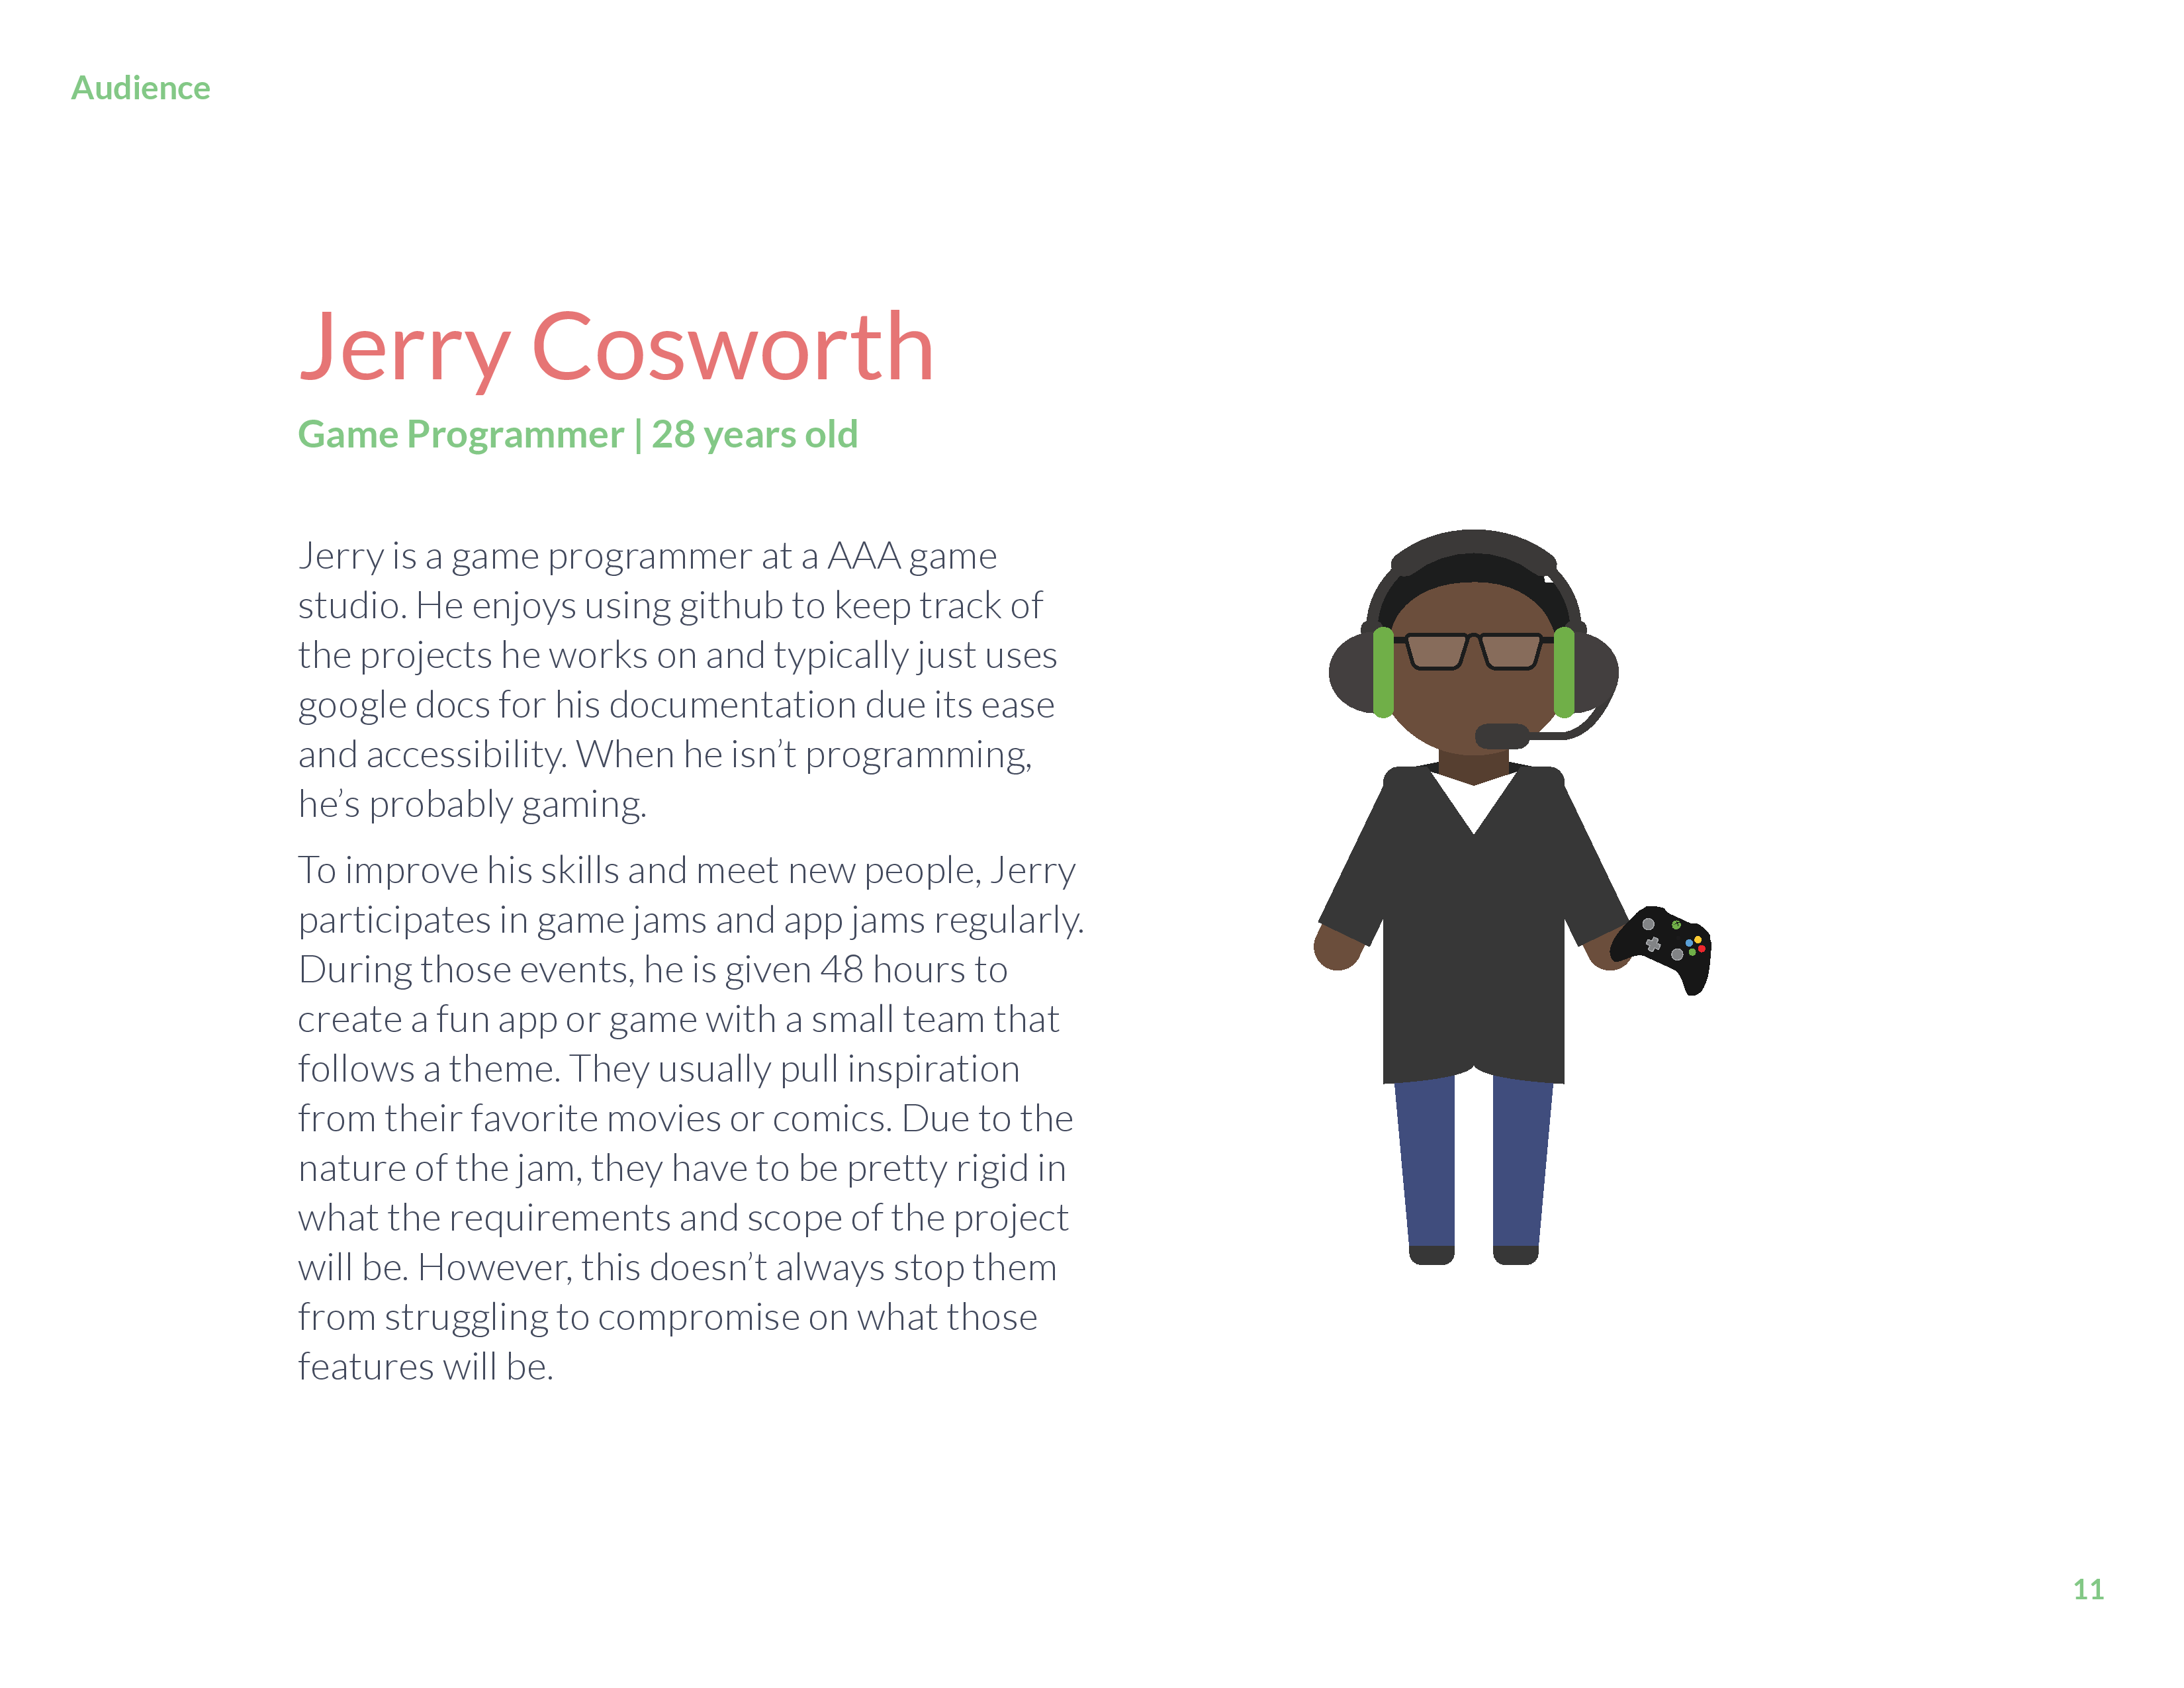 Audience
Jerry Cosworth
Game Programmer | 28 years old
Jerry is a game programmer at a AAA game
studio. He enjoys using github to keep track of
the projects he works on and typically just uses
google docs for his documentation due its ease
and accessibility. When he isn’t programming,
he’s probably gaming.
To improve his skills and meet new people, Jerry
participates in game jams and app jams regularly.
During those events, he is given 48 hours to
create a fun app or game with a small team that
follows a theme. They usually pull inspiration
from their favorite movies or comics. Due to the
nature of the jam, they have to be pretty rigid in
what the requirements and scope of the project
will be. However, this doesn’t always stop them
from struggling to compromise on what those
features will be.
11